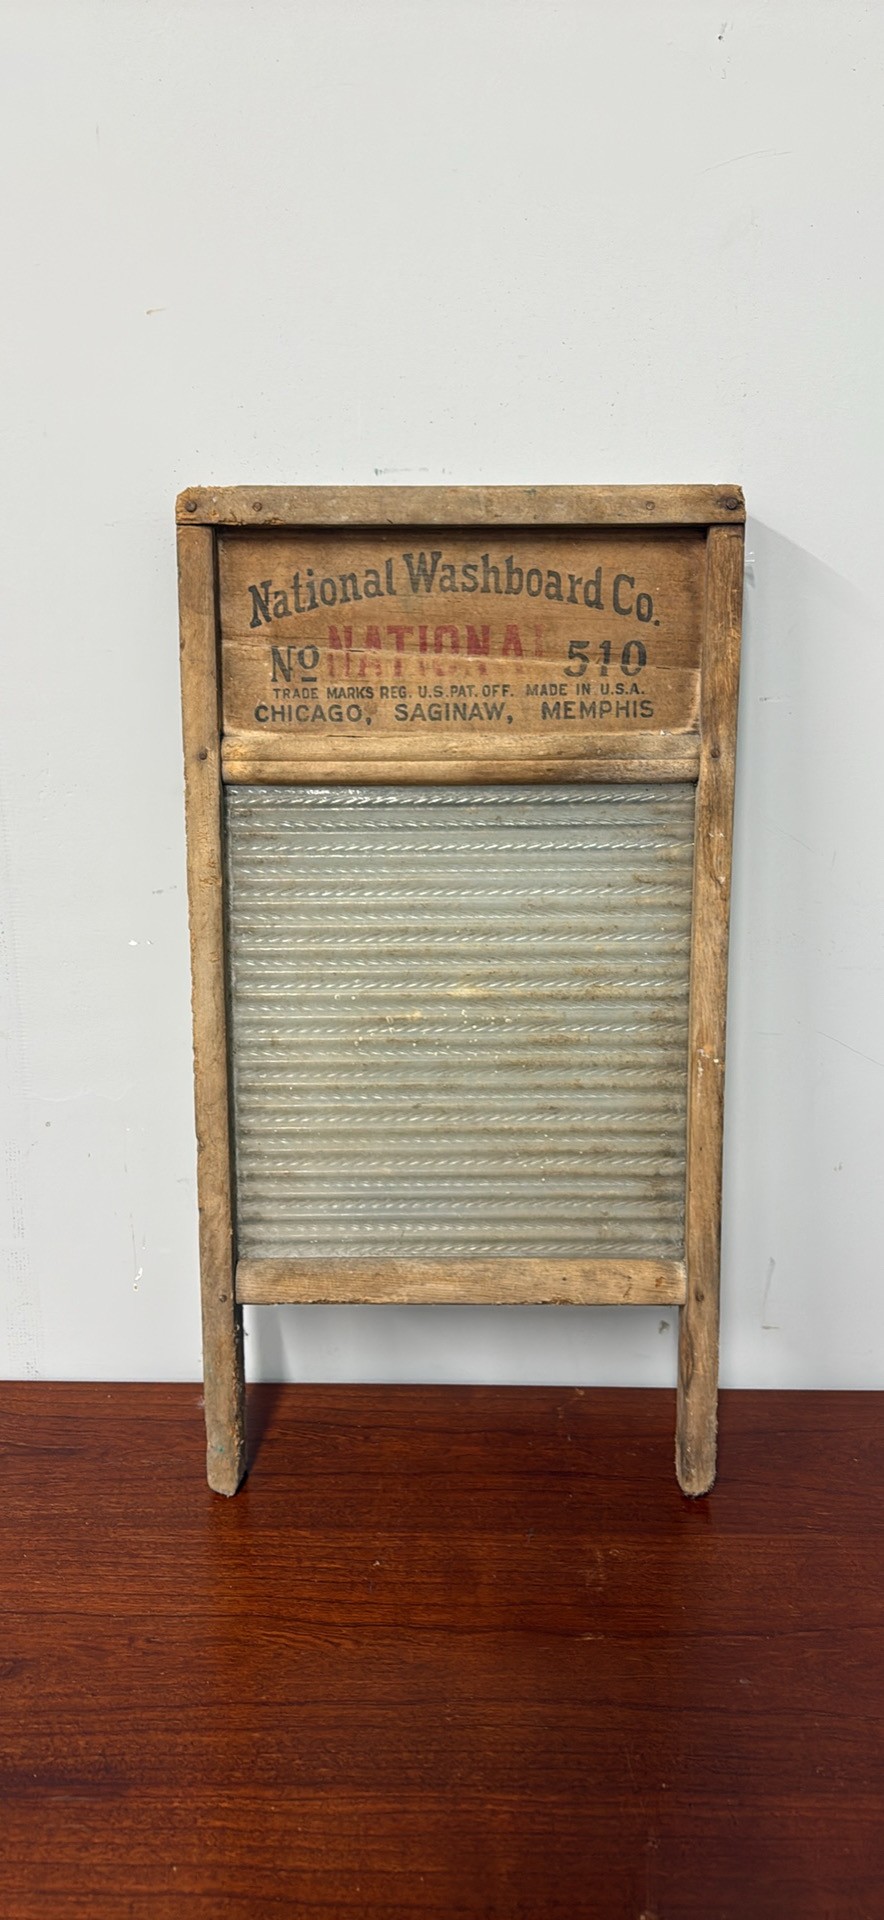 National Washboard Co.
No NATIONAL 510
TRADE MARKS REG. U.S. PAT. OFF. MADE IN U.S.A.
CHICAGO, SAGINAW, MEMPHIS